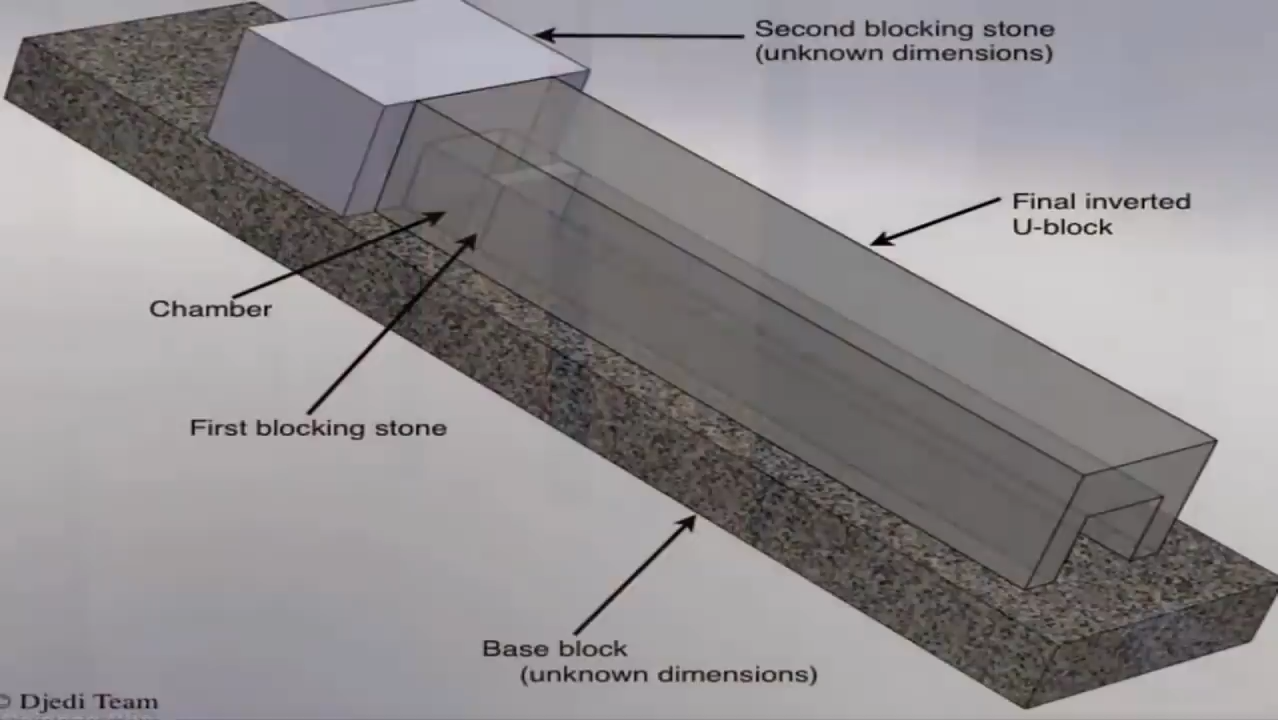 Second blocking stone
(unknown dimensions)
Final inverted
U-block
Chamber
First blocking stone
Base block
(unknown dimensions)
© Djedi Team